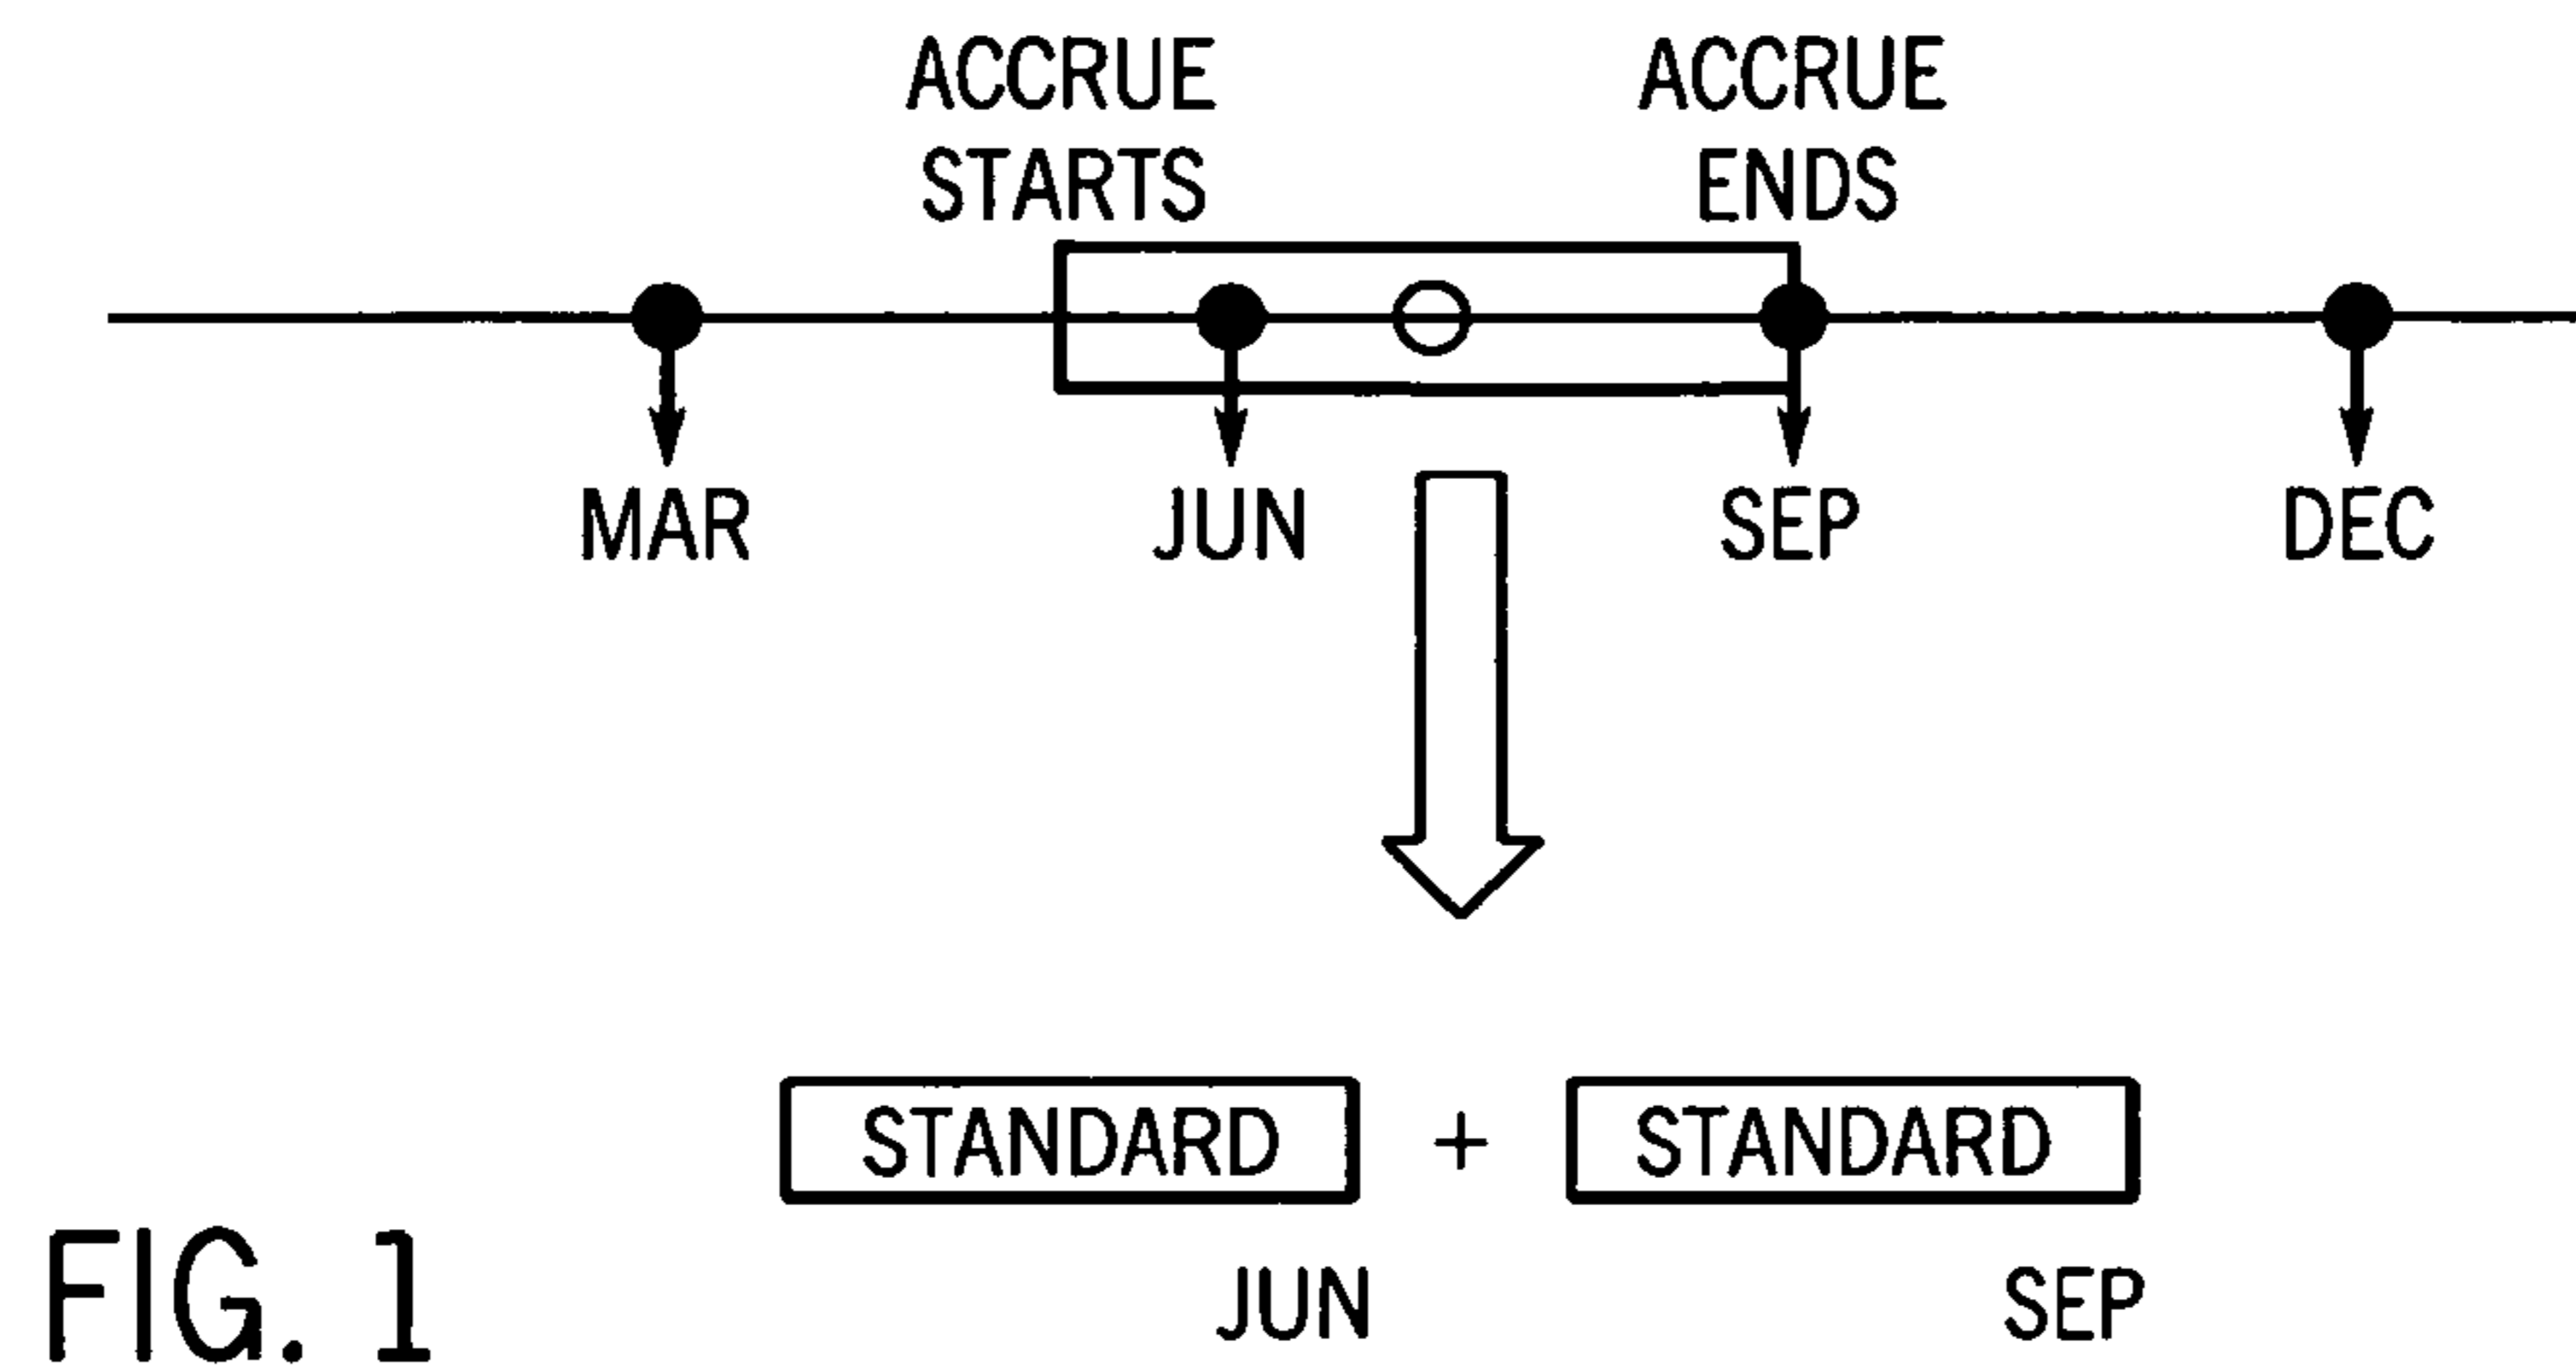 ACCRUE
STARTS
ACCRUE
ENDS
MAR
JUN
SEP
DEC
STANDARD + STANDARD
JUN
SEP
FIG. 1